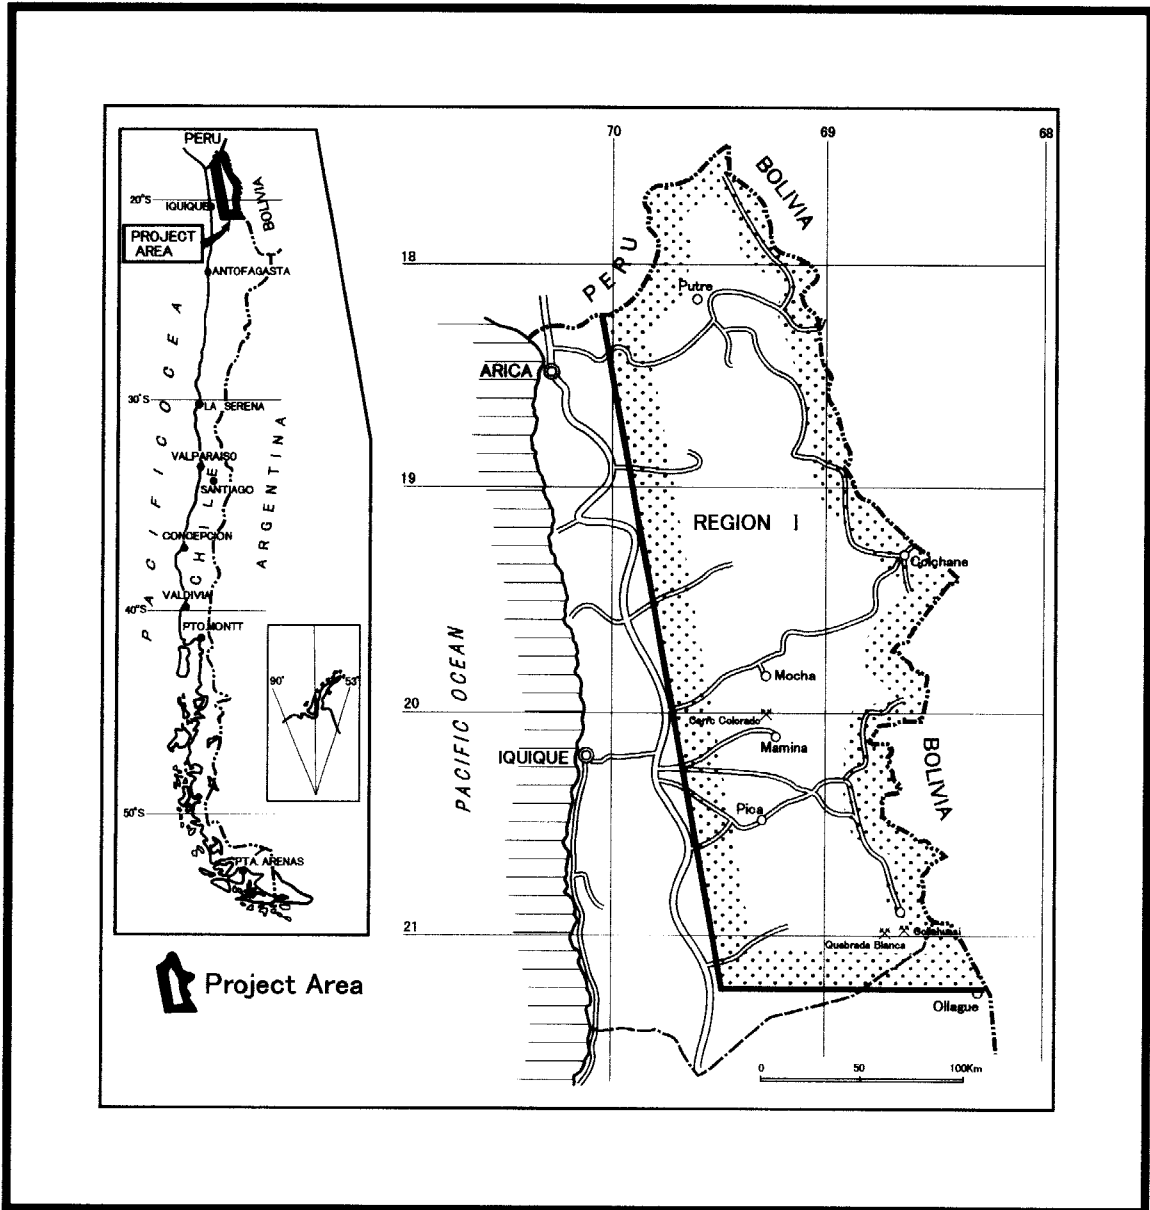 PERU
20°S
IQUIQUE
BOLIVIA
PROJECT
AREA
ANTOFAGASTA
PACIFIC OCEA
30°S
LA SERENA
VALPARAISO
SANTIAGO
CHILE
ARGENTINA
CONCEPCIÓN
VALDIVIA
40°S
PTO.MONTT
90°
53°
50°S
PTA. ARENAS
Project Area
70
69
68
BOLIVIA
PERU
18
Putre
ARICA
19
REGION I
Colchane
PACIFIC OCEAN
Mocha
20
Cerro Colorado
Mamina
IQUIQUE
BOLIVIA
Pica
21
Collahuasi
Quebrada Blanca
Ollague
0
50
100Km